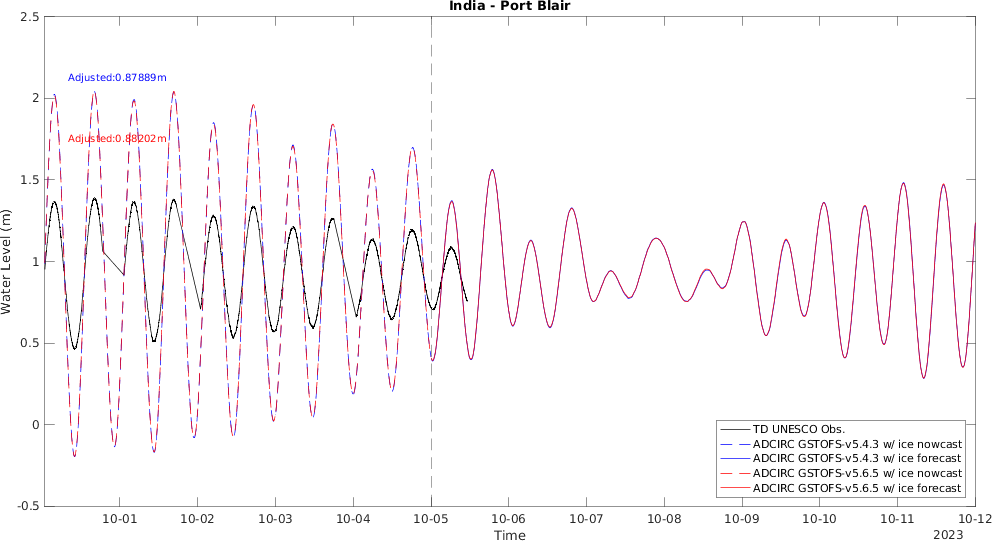 India - Port Blair
2.5
2
1.5
1
0.5
0
-0.5
Water Level (m)
Adjusted:0.87889m
Adjusted:0.88202m
TD UNESCO Obs.
ADCIRC GSTOFS-v5.4.3 w/ ice nowcast
ADCIRC GSTOFS-v5.4.3 w/ ice forecast
ADCIRC GSTOFS-v5.6.5 w/ ice nowcast
ADCIRC GSTOFS-v5.6.5 w/ ice forecast
10-01 10-02 10-03 10-04 10-05 10-06 10-07 10-08 10-09 10-10 10-11 10-12
Time
2023